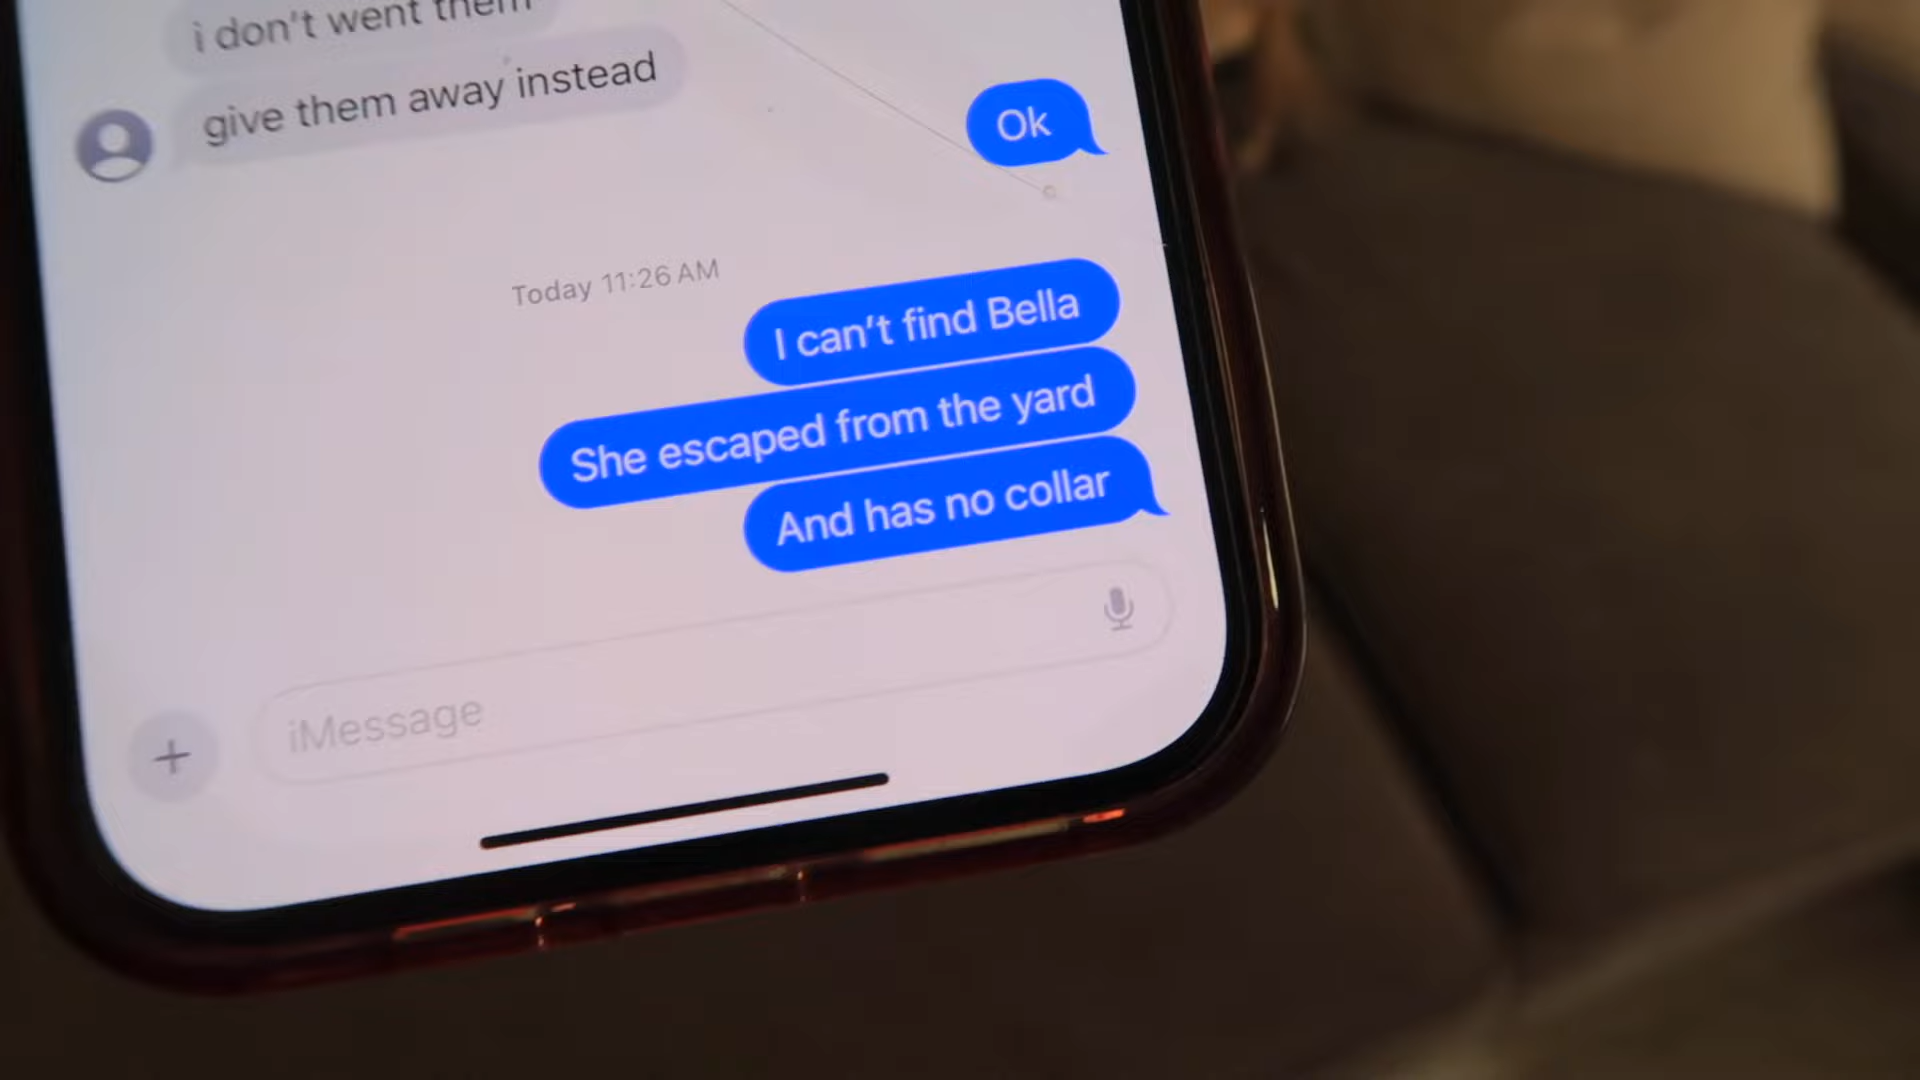 i don't went them
give them away instead
Ok
Today 11:26 AM
I can't find Bella
She escaped from the yard
And has no collar
iMessage